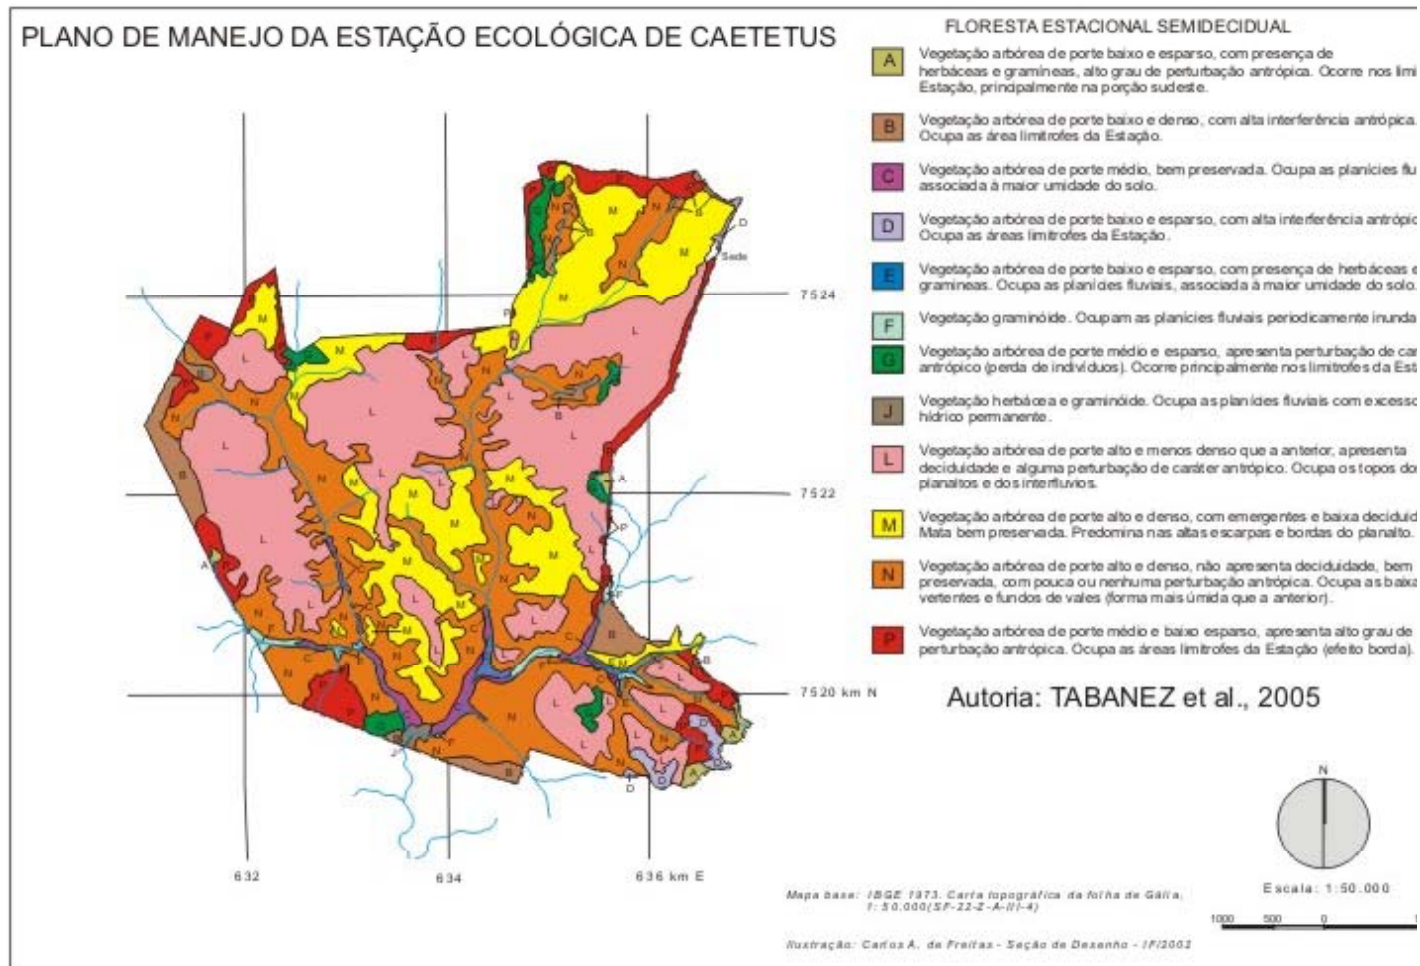 PLANO DE MANEJO DA ESTAÇÃO ECOLÓGICA DE CAETETUS
FLORESTA ESTACIONAL SEMIDECIDUAL
A Vegetação arbórea de porte baixo e esparso, com presença de
herbáceas e gramíneas, alto grau de perturbação antrópica. Ocorre nos limi
Estação, principalmente na porção sudeste.
B Vegetação arbórea de porte baixo e denso, com alta interferência antrópica.
Ocupa as área limítrofes da Estação.
C Vegetação arbórea de porte médio, bem preservada. Ocupa as planícies flu
associada à maior umidade do solo.
D Vegetação arbórea de porte baixo e esparso, com alta interferência antrópic
Ocupa as áreas limítrofes da Estação.
E Vegetação arbórea de porte baixo e esparso, com presença de herbáceas e
gramíneas. Ocupa as planícies fluviais, associada à maior umidade do solo.
F Vegetação graminóide. Ocupam as planícies fluviais periodicamente inunda
G Vegetação arbórea de porte médio e esparso, apresenta perturbação de car
antrópico (perda de indivíduos). Ocorre principalmente nos limítrofes da Est
J Vegetação herbácea e graminóide. Ocupa as planícies fluviais com excesso
hídrico permanente.
L Vegetação arbórea de porte alto e menos denso que a anterior, apresenta
deciduidade e alguma perturbação de caráter antrópico. Ocupa os topos dos
planaltos e dos interfluvios.
M Vegetação arbórea de porte alto e denso, com emergentes e baixa deciduid
Mata bem preservada. Predomina nas altas escarpas e bordas do planalto.
N Vegetação arbórea de porte alto e denso, não apresenta deciduidade, bem
preservada, com pouca ou nenhuma perturbação antrópica. Ocupa as baixa
vertentes e fundos de vales (forma mais úmida que a anterior).
P Vegetação arbórea de porte médio e baixo esparso, apresenta alto grau de
perturbação antrópica. Ocupa as áreas limítrofes da Estação (efeito borda).
Sede
7524
7522
7520 km N
632
634
636 km E
Autoria: TABANEZ et al., 2005
N
Escala: 1:50.000
1000 500 0
Mapa base: IBGE 1973. Carta topográfica da folha de Gália,
1:50.000(SF-22-Z-A-III-4)
Ilustração: Carlos A. de Freitas - Seção de Desenho - IF/2002